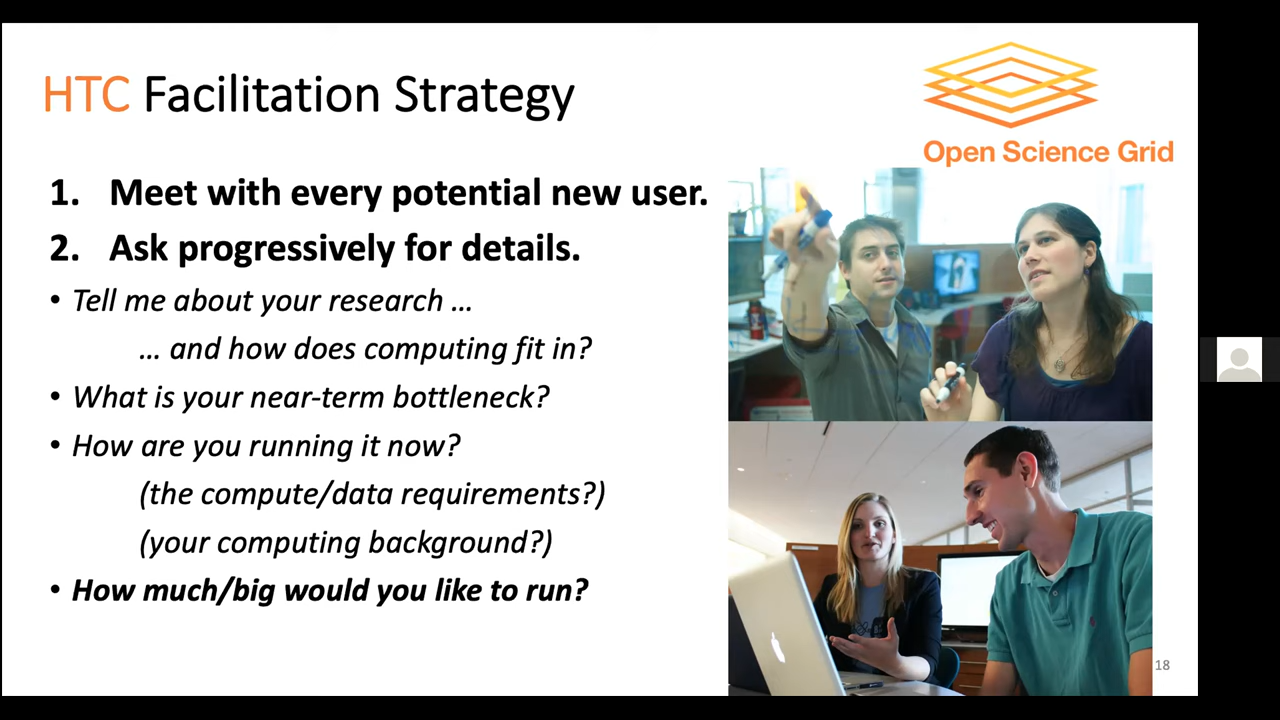 HTC Facilitation Strategy
Open Science Grid
1. Meet with every potential new user.
2. Ask progressively for details.
• Tell me about your research …
… and how does computing fit in?
• What is your near-term bottleneck?
• How are you running it now?
(the compute/data requirements?)
(your computing background?)
• How much/big would you like to run?
18